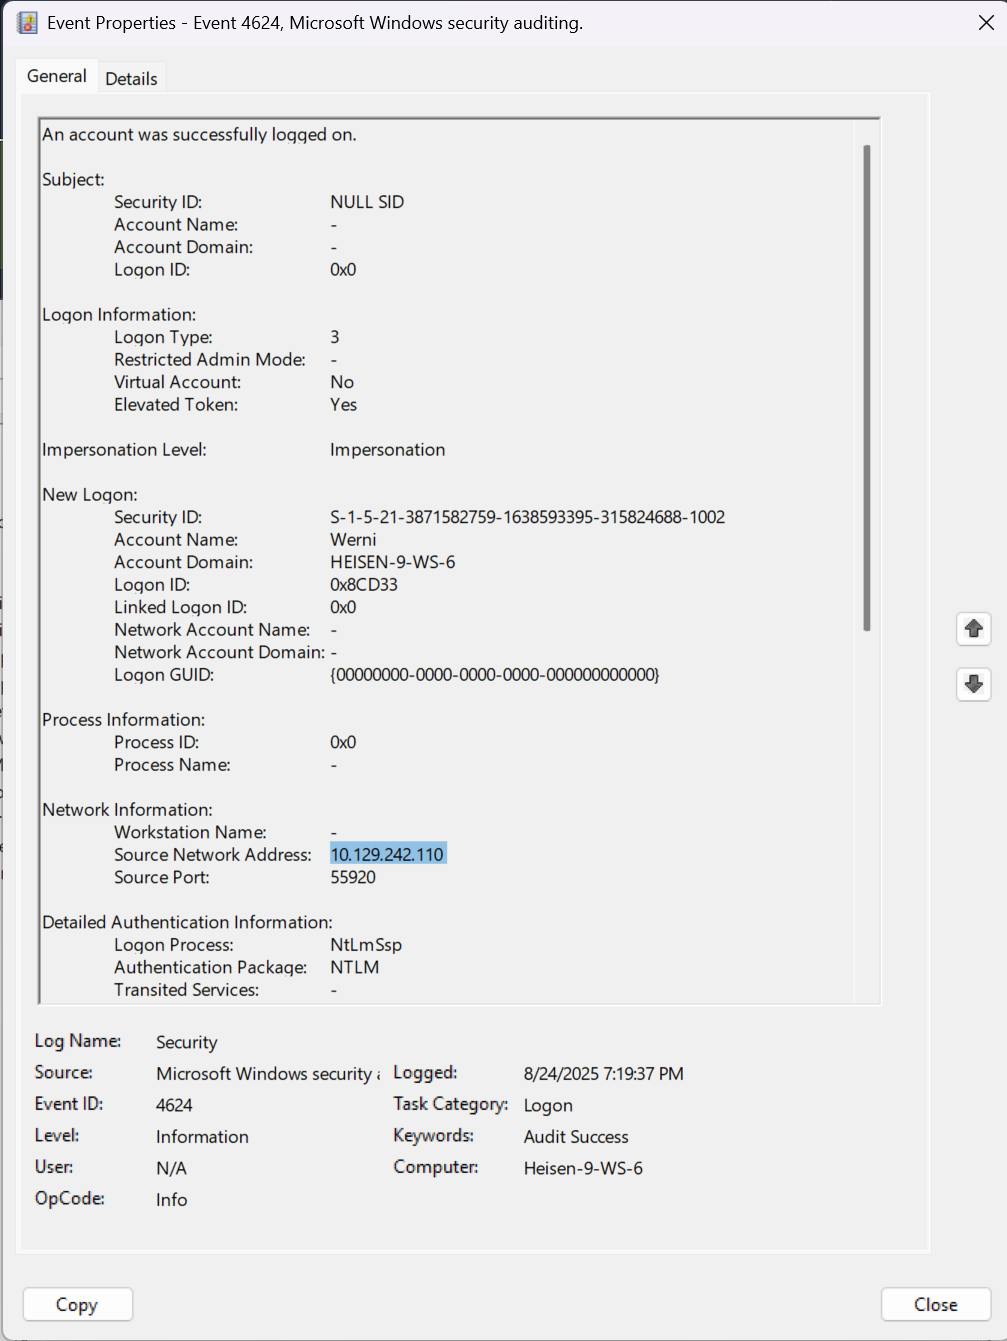 Event Properties - Event 4624, Microsoft Windows security auditing.
General Details
An account was successfully logged on.
Subject:
Security ID: NULL SID
Account Name: -
Account Domain: -
Logon ID: 0x0
Logon Information:
Logon Type: 3
Restricted Admin Mode: -
Virtual Account: No
Elevated Token: Yes
Impersonation Level: Impersonation
New Logon:
Security ID: S-1-5-21-3871582759-1638593395-315824688-1002
Account Name: Werni
Account Domain: HEISEN-9-WS-6
Logon ID: 0x8CD33
Linked Logon ID: 0x0
Network Account Name: -
Network Account Domain: -
Logon GUID: {00000000-0000-0000-0000-000000000000}
Process Information:
Process ID: 0x0
Process Name: -
Network Information:
Workstation Name: -
Source Network Address: 10.129.242.110
Source Port: 55920
Detailed Authentication Information:
Logon Process: NtLmSsp
Authentication Package: NTLM
Transited Services: -
Log Name: Security
Source: Microsoft Windows security Logged: 8/24/2025 7:19:37 PM
Event ID: 4624 Task Category: Logon
Level: Information Keywords: Audit Success
User: N/A Computer: Heisen-9-WS-6
OpCode: Info
Copy Close